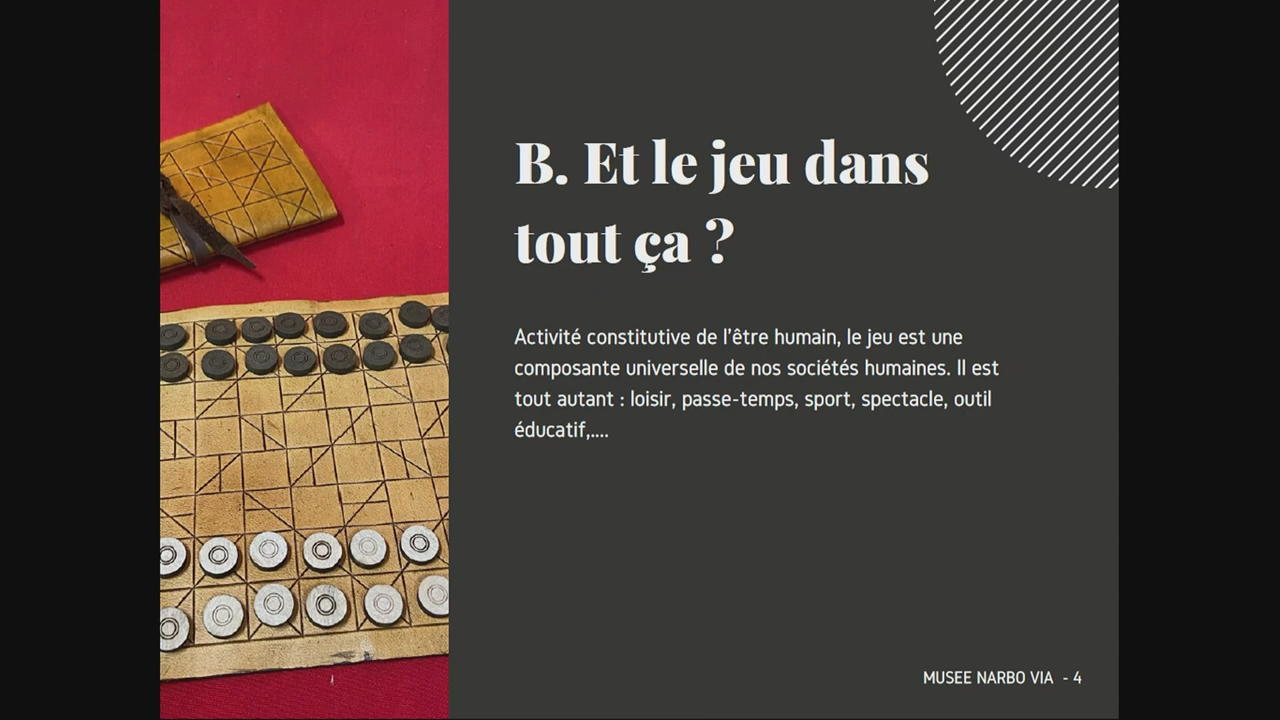 B. Et le jeu dans
tout ça ?
Activité constitutive de l'être humain, le jeu est une
composante universelle de nos sociétés humaines. Il est
tout autant : loisir, passe-temps, sport, spectacle, outil
éducatif,....
MUSEE NARBO VIA - 4